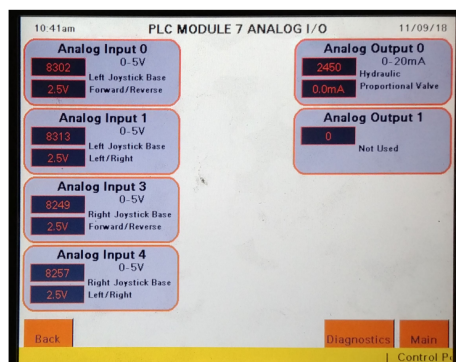 10:41am PLC MODULE 7 ANALOG I/O 11/09/18
Analog Input 0
8302 0-5V
Left Joystick Base
2.5V Forward/Reverse
Analog Input 1
8313 0-5V
Left Joystick Base
2.5V Left/Right
Analog Input 3
8249 0-5V
Right Joystick Base
2.5V Forward/Reverse
Analog Input 4
8257 0-5V
Right Joystick Base
2.5V Left/Right
Analog Output 0
2450 0-20mA
Hydraulic
0.0mA Proportional Valve
Analog Output 1
0
Not Used
Back Diagnostics Main
| Control